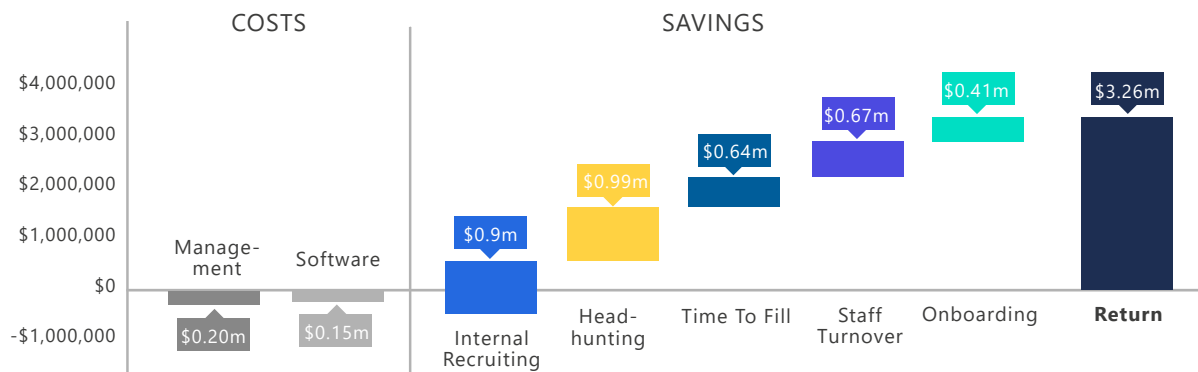 COSTS
SAVINGS
$4,000,000
$3,000,000
$2,000,000
$1,000,000
$0
-$1,000,000
Manage-
ment
Software
$0.20m
$0.15m
$0.9m
$0.99m
$0.64m
$0.67m
$0.41m
$3.26m
Internal
Recruiting
Head-
hunting
Time To Fill
Staff
Turnover
Onboarding
Return